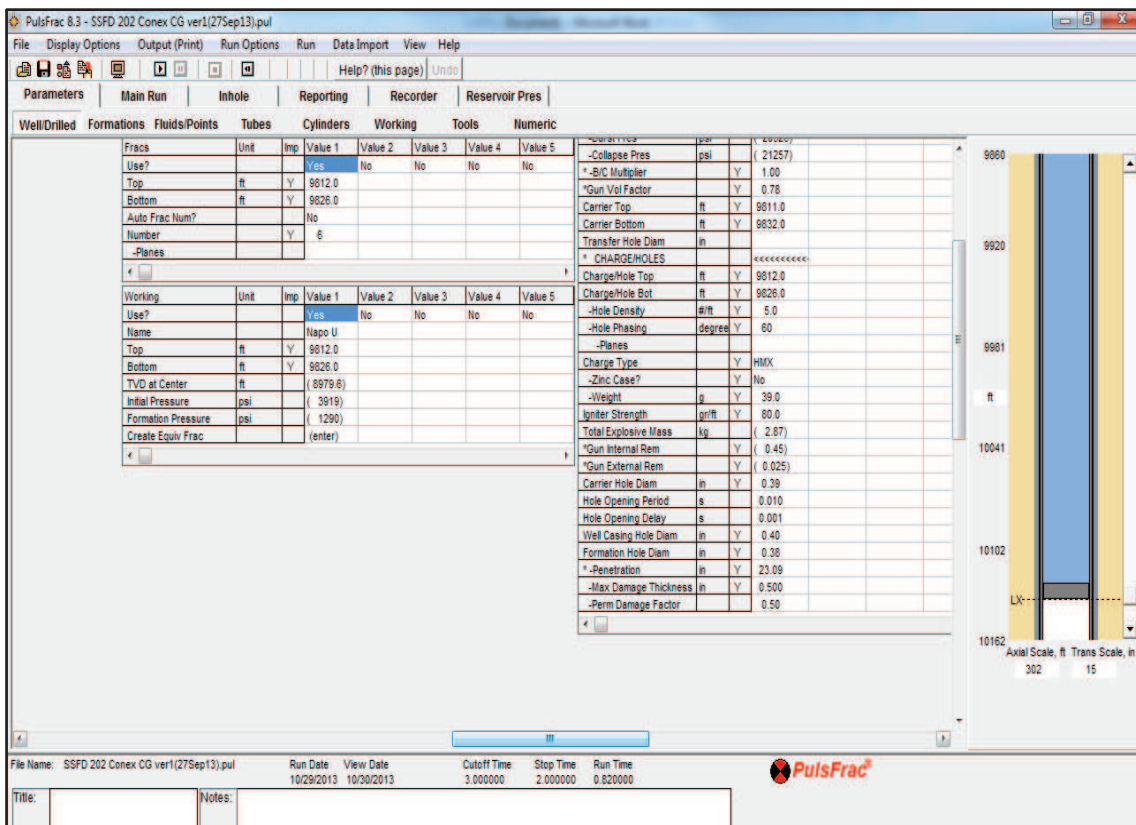 PulsFrac 8.3 - SSFD 202 Conex CG ver1(27Sep13).pul
File Display Options Output (Print) Run Options Run Data Import View Help
Help? (this page) Undo
Parameters Main Run Inhole Reporting Recorder Reservoir Pres
Well/Drilled Formations Fluids/Points Tubes Cylinders Working Tools Numeric
Fracs Unit Imp Value 1 Value 2 Value 3 Value 4 Value 5
Use? Yes No No No No
Top ft Y 9812.0
Bottom ft Y 9826.0
Auto Frac Num? No
Number Y 6
-Planes
Working Unit Imp Value 1 Value 2 Value 3 Value 4 Value 5
Use? Yes No No No No
Name Napo U
Top ft Y 9812.0
Bottom ft Y 9826.0
TVD at Center ft (8979.6)
Initial Pressure psi ( 3919)
Formation Pressure psi ( 1290)
Create Equiv Frac (enter)
-Collapse Pres psi ( 21257)
* -B/C Multiplier Y 1.00
*Gun Vol Factor Y 0.78
Carrier Top ft Y 9811.0
Carrier Bottom ft Y 9832.0
Transfer Hole Diam in
* CHARGE/HOLES <<<<<<<<<<
Charge/Hole Top ft Y 9812.0
Charge/Hole Bot ft Y 9826.0
-Hole Density #/ft Y 5.0
-Hole Phasing degree Y 60
-Planes
Charge Type Y HMX
-Zinc Case? Y No
-Weight g Y 39.0
Igniter Strength gr/ft Y 80.0
Total Explosive Mass kg ( 2.87)
*Gun Internal Rem Y ( 0.45)
*Gun External Rem Y ( 0.025)
Carrier Hole Diam in Y 0.39
Hole Opening Period s 0.010
Hole Opening Delay s 0.001
Well Casing Hole Diam in Y 0.40
Formation Hole Diam in Y 0.38
* -Penetration in Y 23.09
-Max Damage Thickness in Y 0.500
-Perm Damage Factor 0.50
9860
9920
9981
ft
10041
10102
LX
10162
Axial Scale, ft Trans Scale, in
302 15
File Name: SSFD 202 Conex CG ver1(27Sep13).pul Run Date View Date Cutoff Time Stop Time Run Time
10/29/2013 10/30/2013 3.000000 2.000000 0.820000
PulsFrac®
Title: Notes: